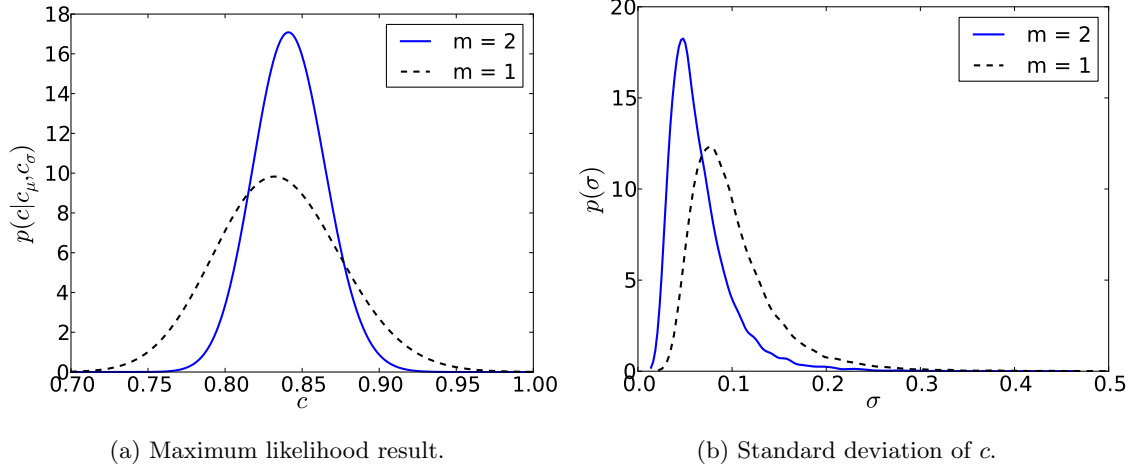 18
16
14
12
10
8
6
4
2
0
0.70
0.75
0.80
0.85
0.90
0.95
1.00
p(c|c_μ,c_σ)
c
m = 2
m = 1
(a) Maximum likelihood result.
20
15
10
5
0
0
0.1
0.2
0.3
0.4
0.5
p(σ)
σ
m = 2
m = 1
(b) Standard deviation of c.